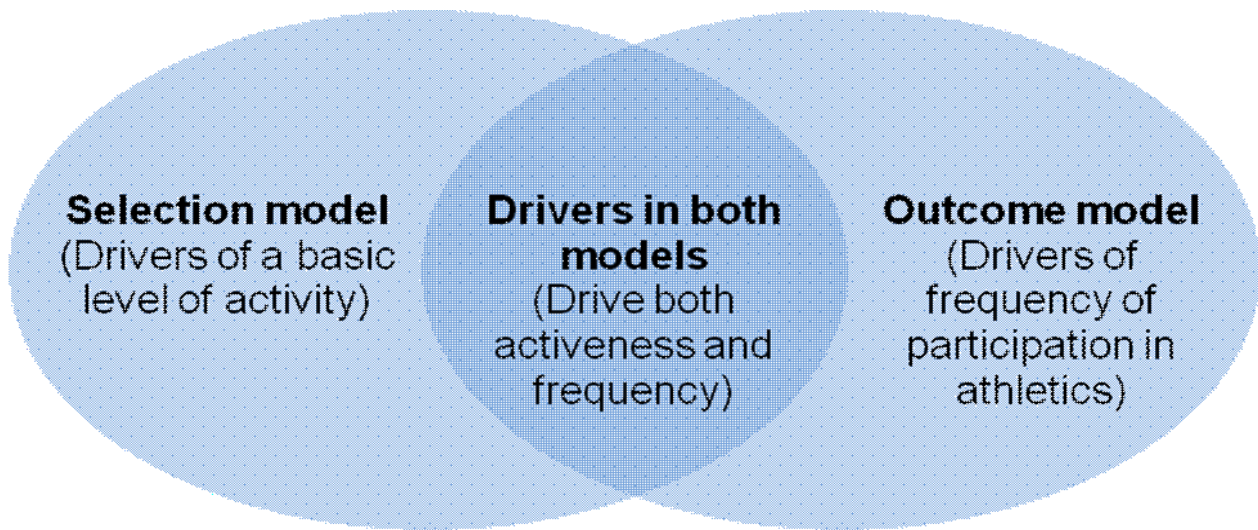 Selection model
(Drivers of a basic
level of activity)
Drivers in both
models
(Drive both
activeness and
frequency)
Outcome model
(Drivers of
frequency of
participation in
athletics)